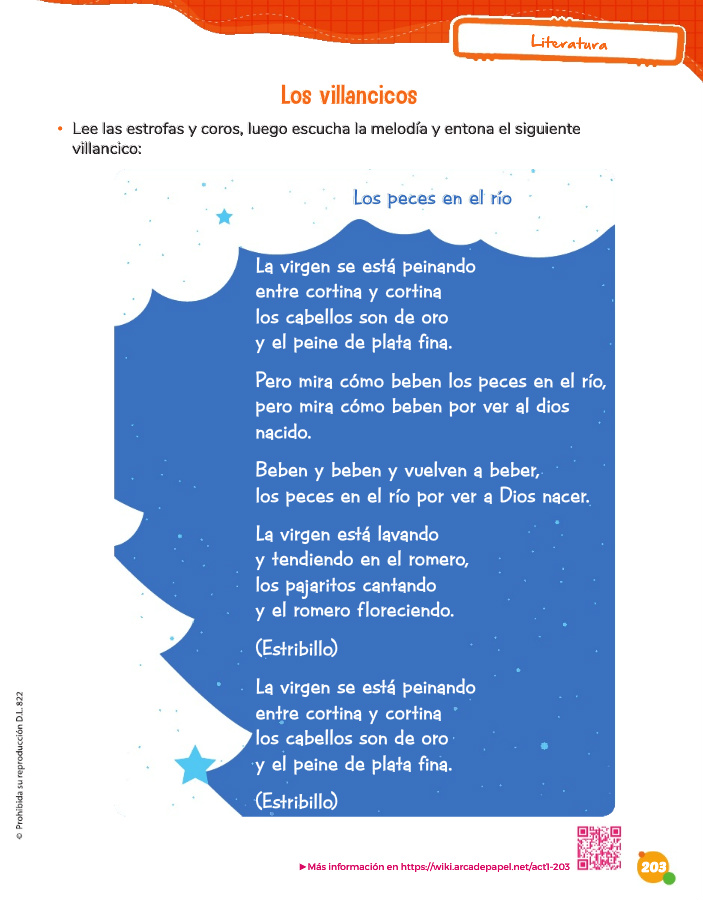 Literatura
Los villancicos
• Lee las estrofas y coros, luego escucha la melodía y entona el siguiente
villancico:
Los peces en el río
La virgen se está peinando
entre cortina y cortina
los cabellos son de oro
y el peine de plata fina.
Pero mira cómo beben los peces en el río,
pero mira cómo beben por ver al dios
nacido.
Beben y beben y vuelven a beber,
los peces en el río por ver a Dios nacer.
La virgen está lavando
y tendiendo en el romero,
los pajaritos cantando
y el romero floreciendo.
(Estribillo)
La virgen se está peinando
entre cortina y cortina
los cabellos son de oro
y el peine de plata fina.
(Estribillo)
© Prohibida su reproducción D.L. 822
▶Más información en https://wiki.arcadepapel.net/act1-203
203